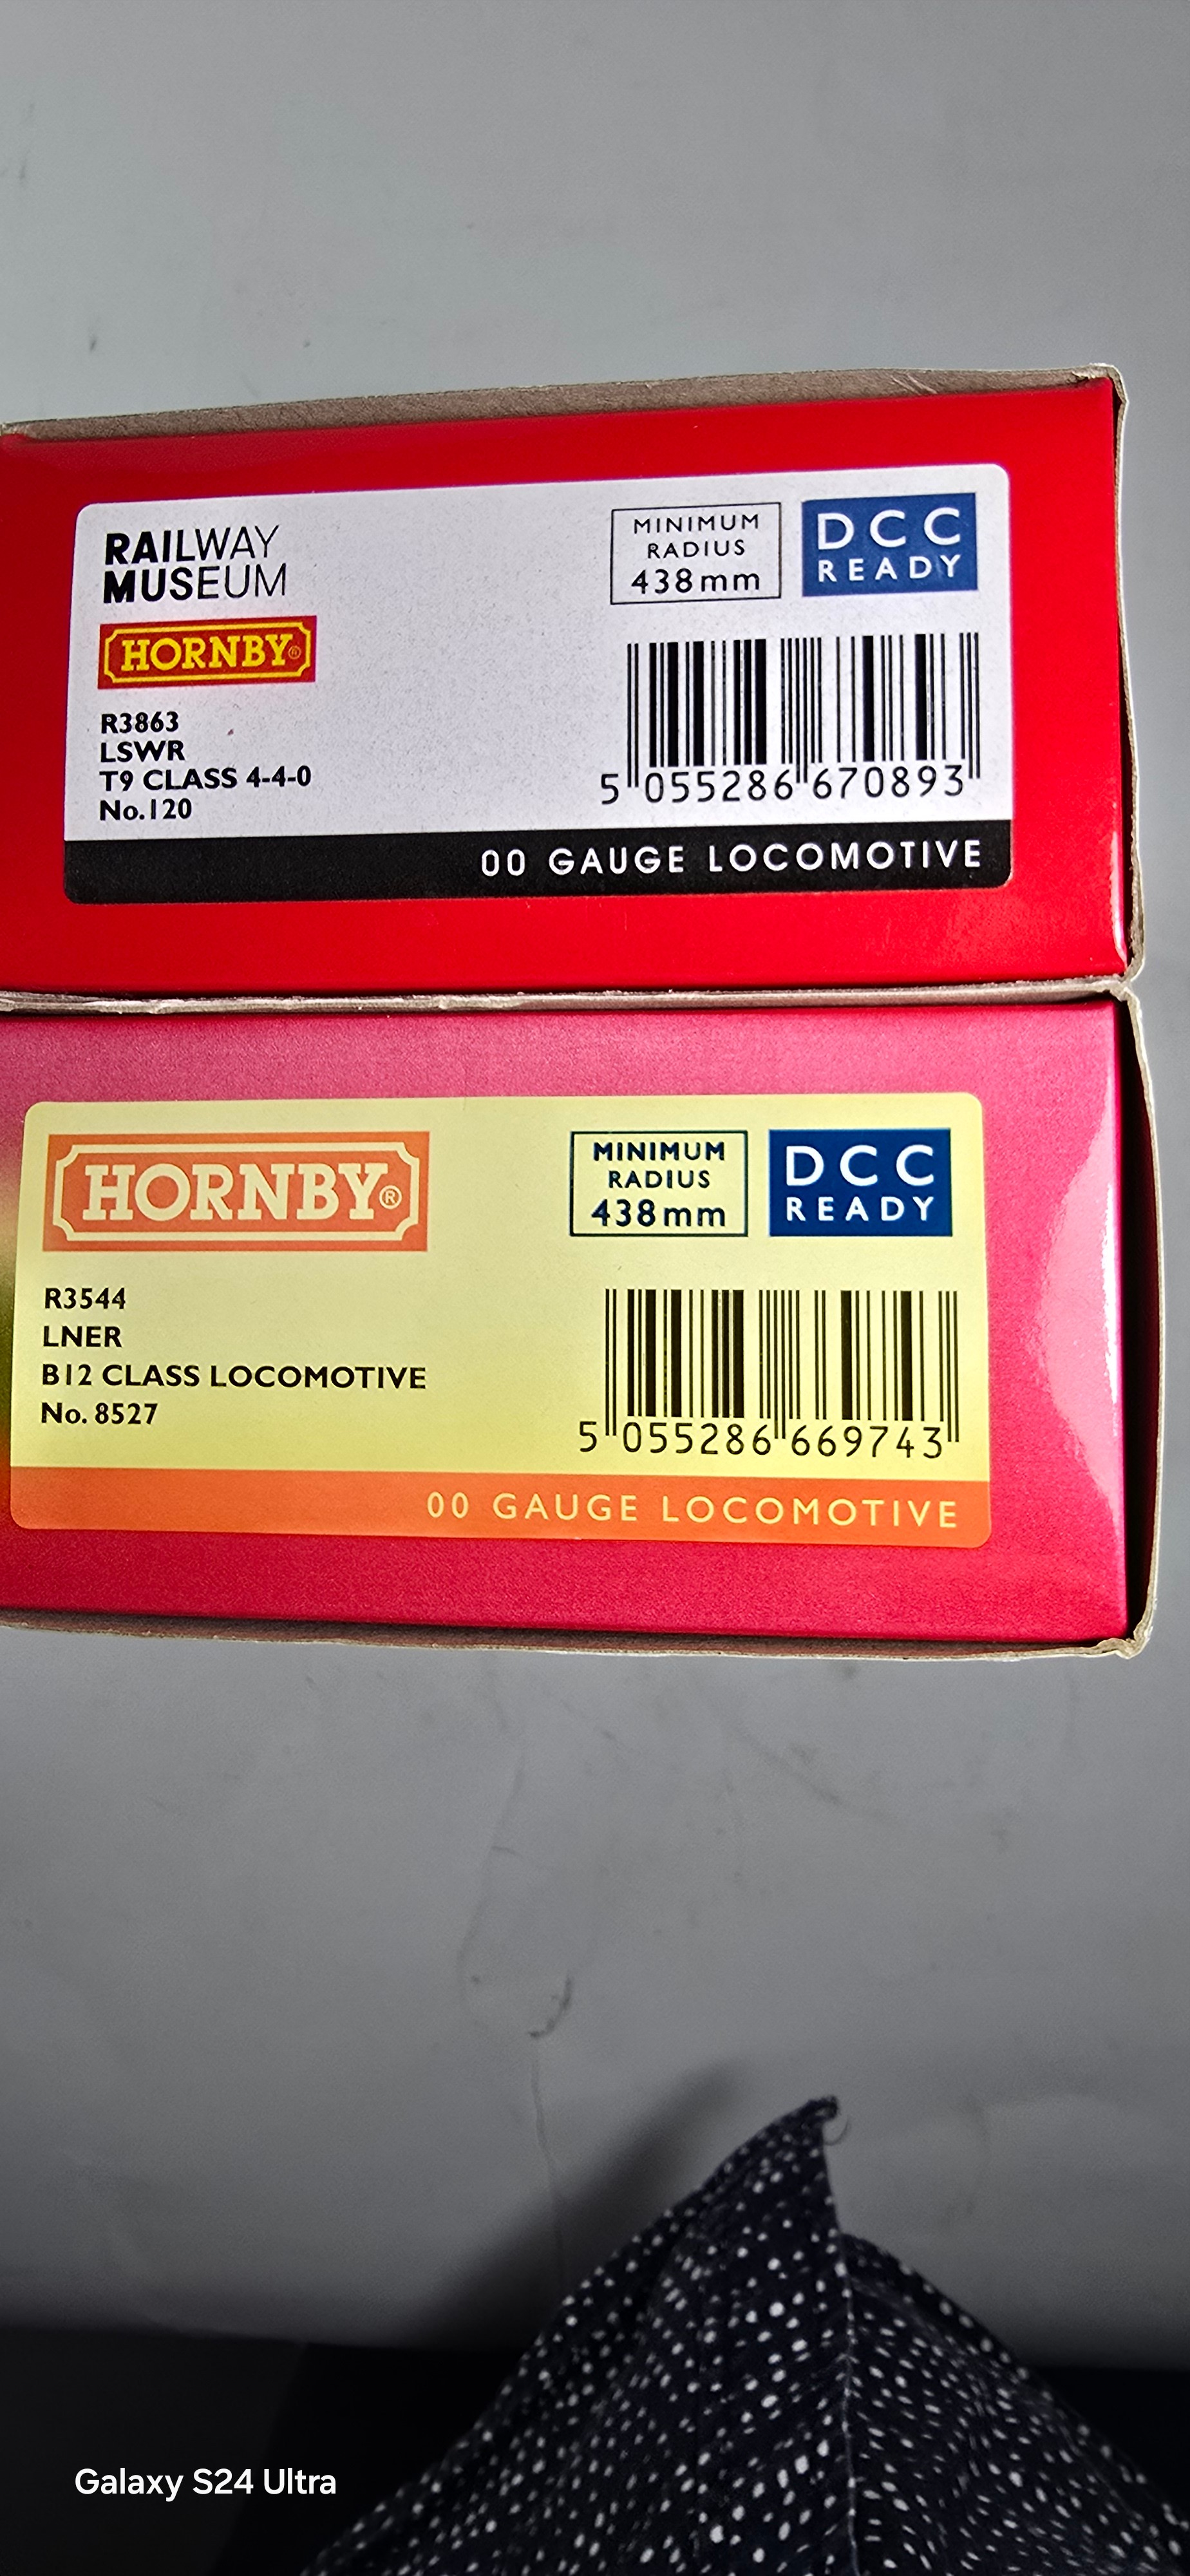 RAILWAY
MUSEUM
HORNBY®
R3863
LSWR
T9 CLASS 4-4-0
No.120
MINIMUM
RADIUS
438mm
DCC
READY
5 055286 670893
00 GAUGE LOCOMOTIVE
HORNBY®
R3544
LNER
B12 CLASS LOCOMOTIVE
No. 8527
MINIMUM
RADIUS
438mm
DCC
READY
5 055286 669743
00 GAUGE LOCOMOTIVE
Galaxy S24 Ultra